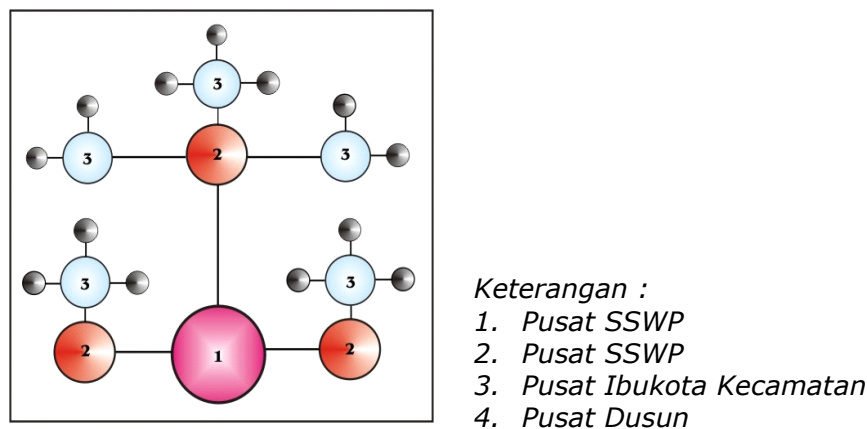 3
3
2
3
3
3
2
1
2
Keterangan :
1. Pusat SSWP
2. Pusat SSWP
3. Pusat Ibukota Kecamatan
4. Pusat Dusun